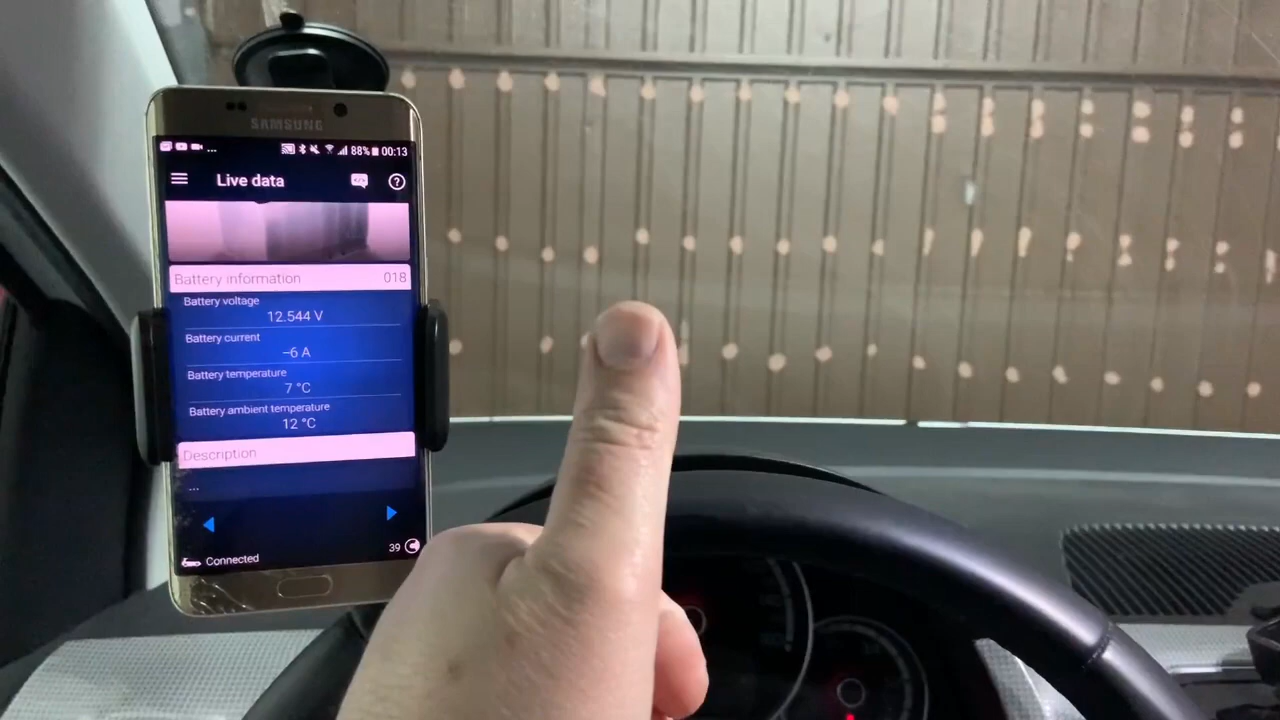 SAMSUNG
... 88% 00:13
Live data
Battery information 018
Battery voltage
12.544 V
Battery current
–6 A
Battery temperature
7 °C
Battery ambient temperature
12 °C
Description
...
39
Connected